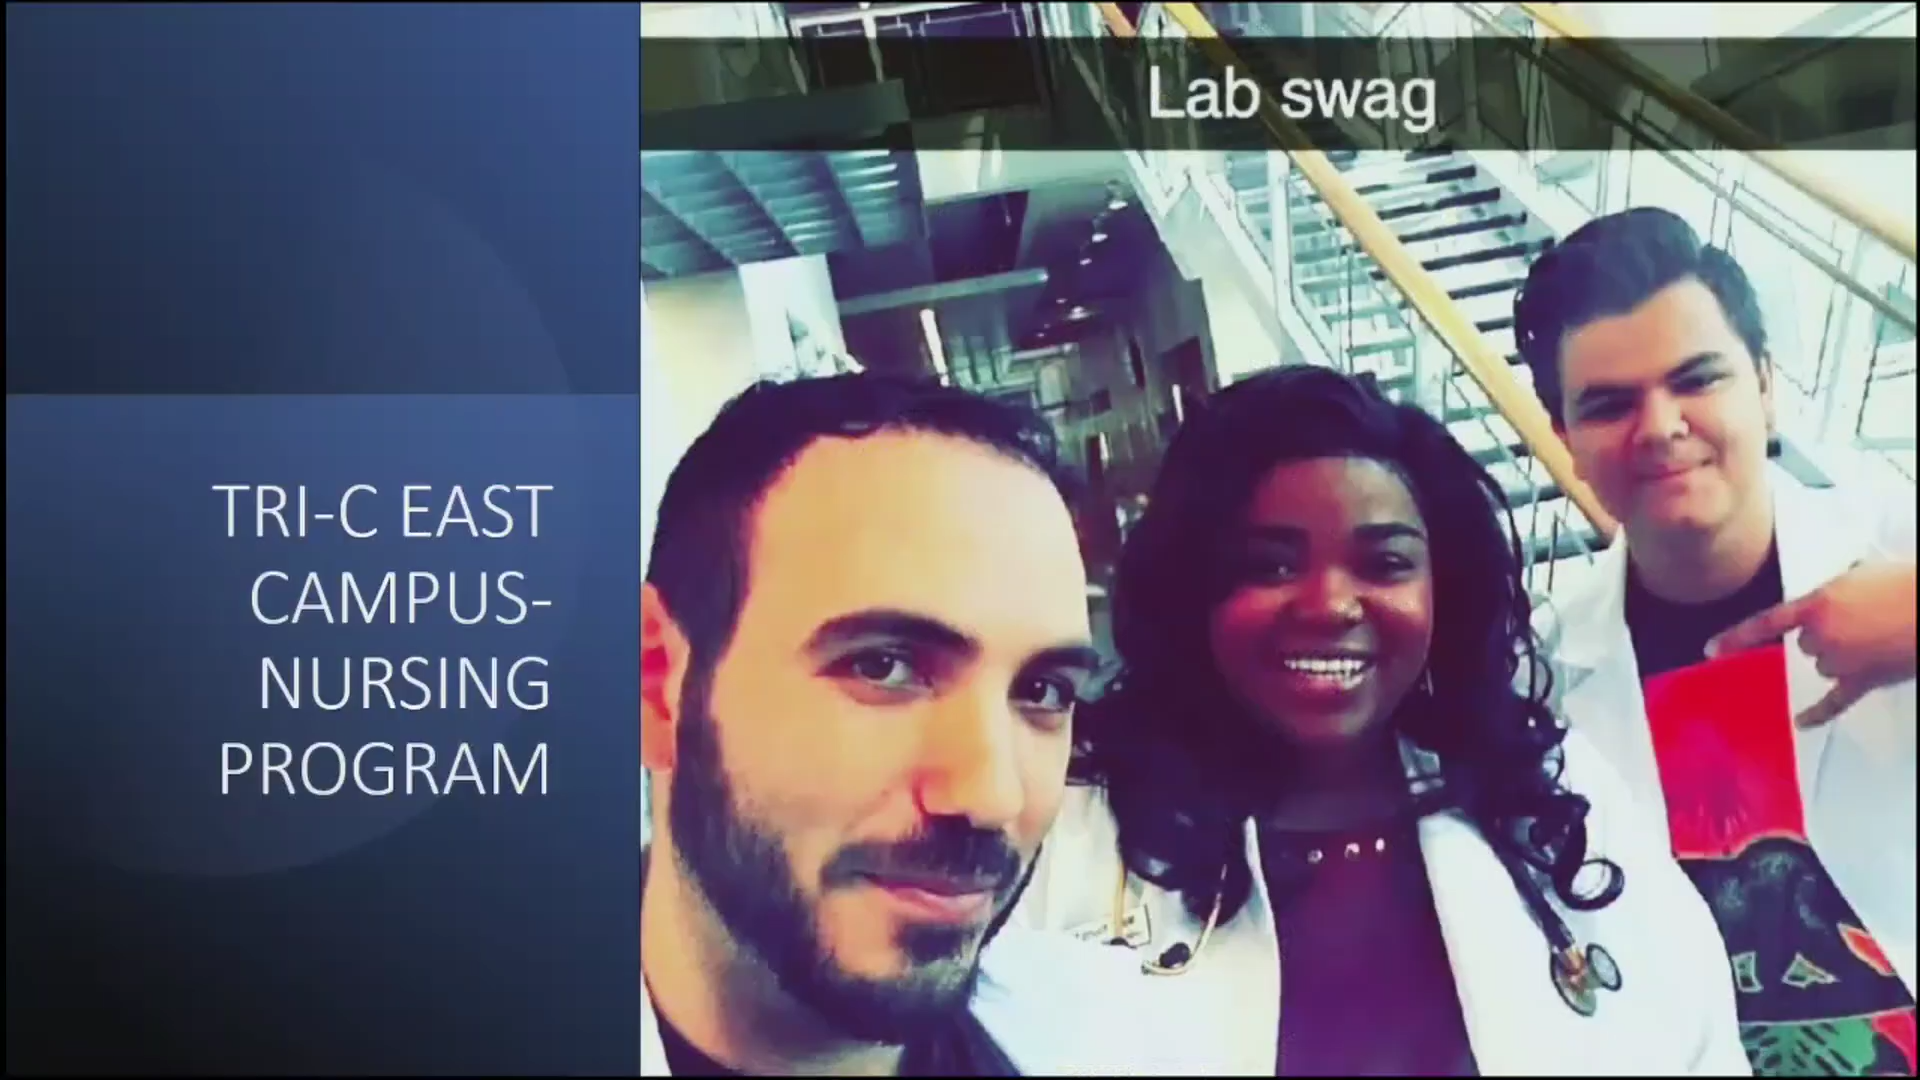 Lab swag
TRI-C EAST
CAMPUS-
NURSING
PROGRAM